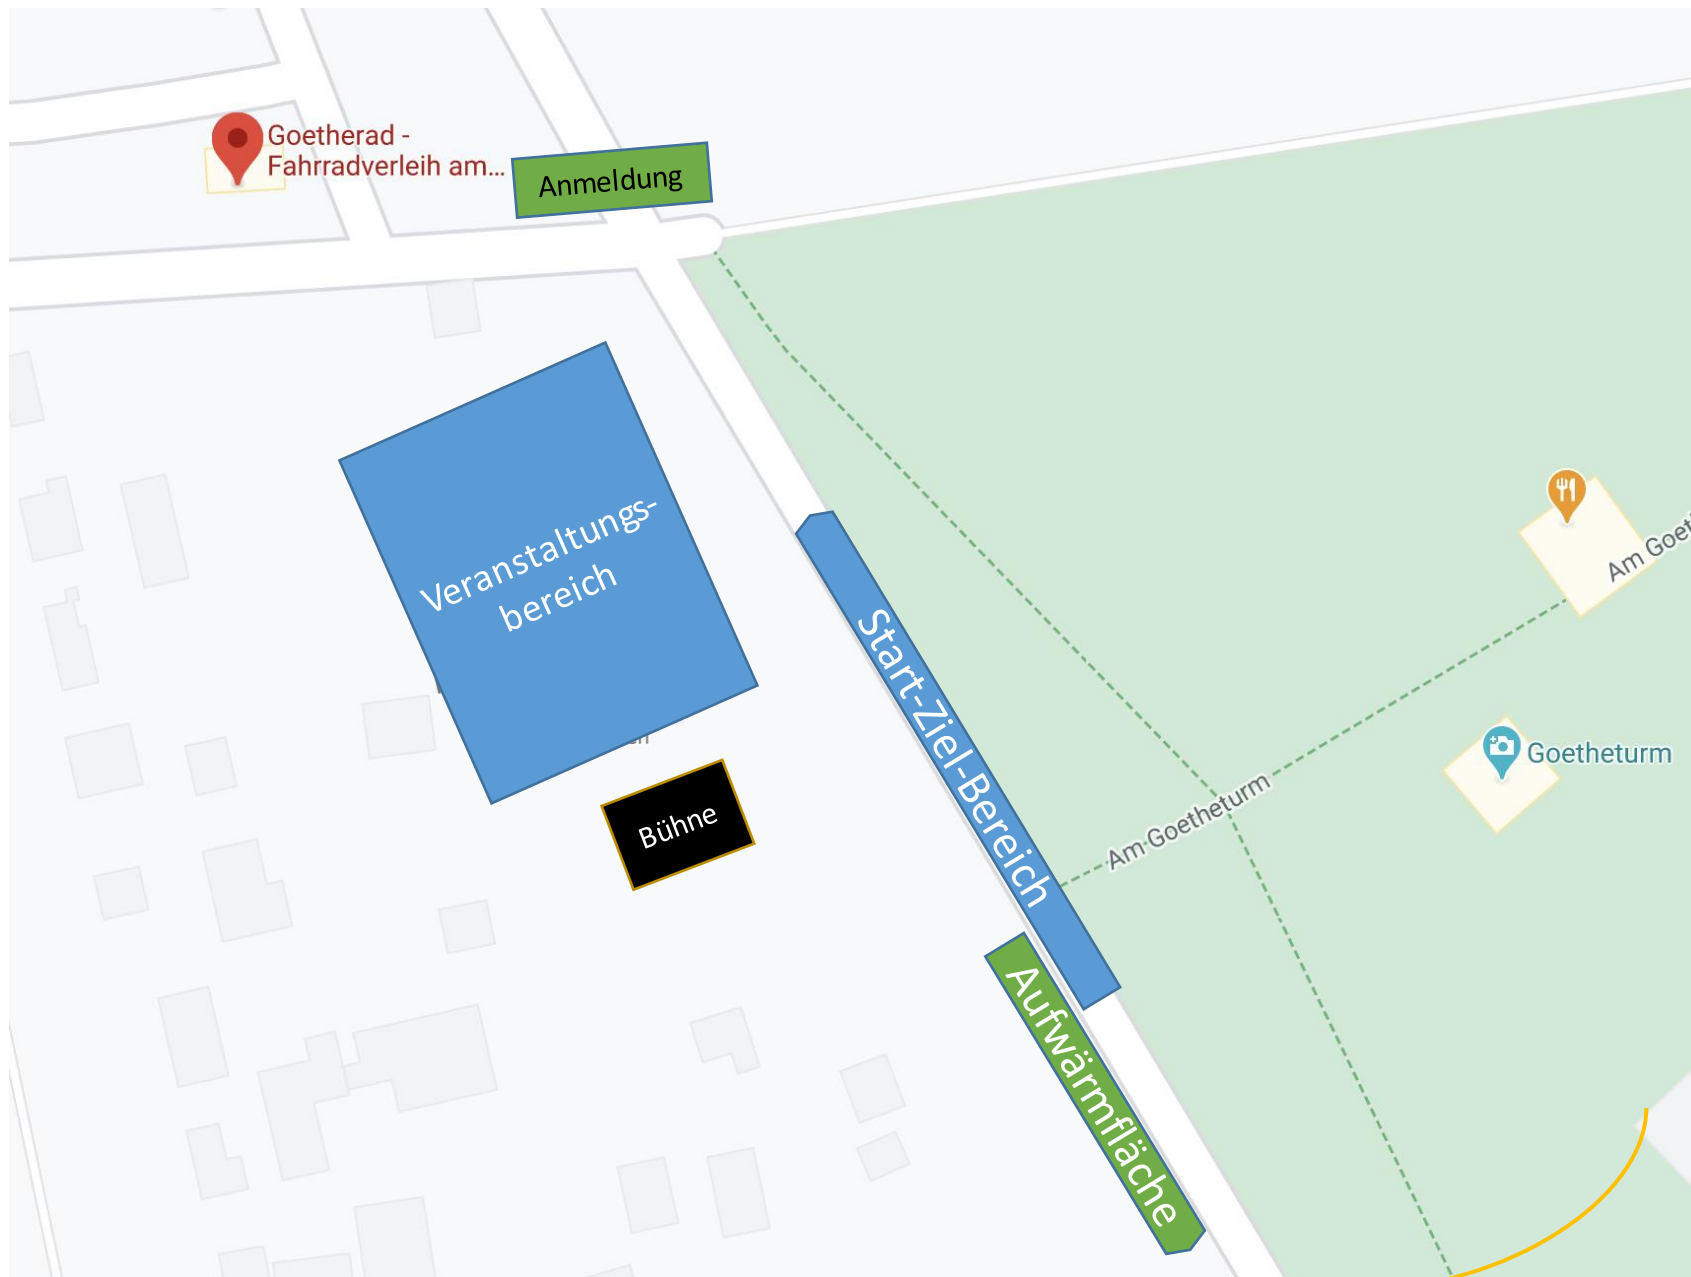 Goetherad -
Fahrradverleih am...
Anmeldung
Veranstaltungs-
bereich
Start-Ziel-Bereich
Am Goet
Goetheturm
Am Goetheturm
Bühne
Aufwärmfläche